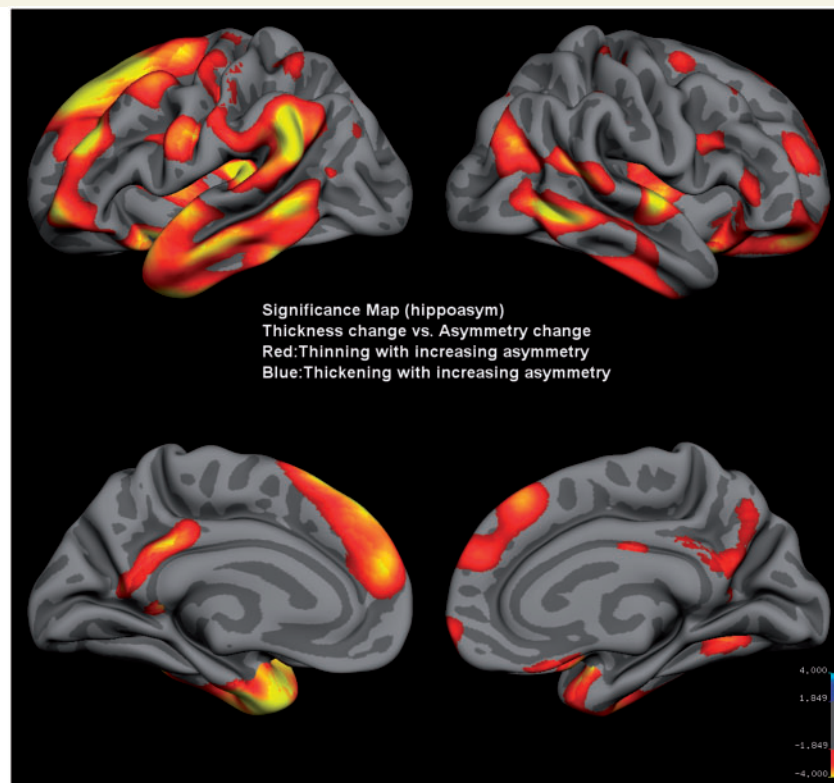 Significance Map (hippoasym)
Thickness change vs. Asymmetry change
Red:Thinning with increasing asymmetry
Blue:Thickening with increasing asymmetry
4.000
1.849
-1.849
-4.000